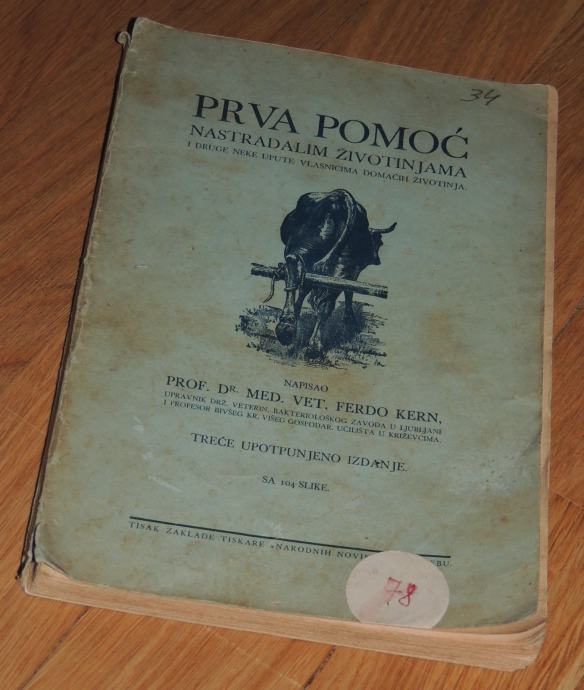 34
PRVA POMOĆ
NASTRADALIM ŽIVOTINJAMA
I DRUGE NEKE UPUTE VLASNICIMA DOMAĆIH ŽIVOTINJA.
NAPISAO
PROF. DR. MED. VET. FERDO KERN,
UPRAVNIK DRŽ. VETERIN. BAKTERIOLOŠKOG ZAVODA U LJUBLJANI
I PROFESOR BIVŠEG KR. VIŠEG GOSPODAR. UČILIŠTA U KRIŽEVCIMA.
TREĆE UPOTPUNJENO IZDANJE.
SA 104 SLIKE.
TISAK ZAKLADE TISKARE »NARODNIH
78